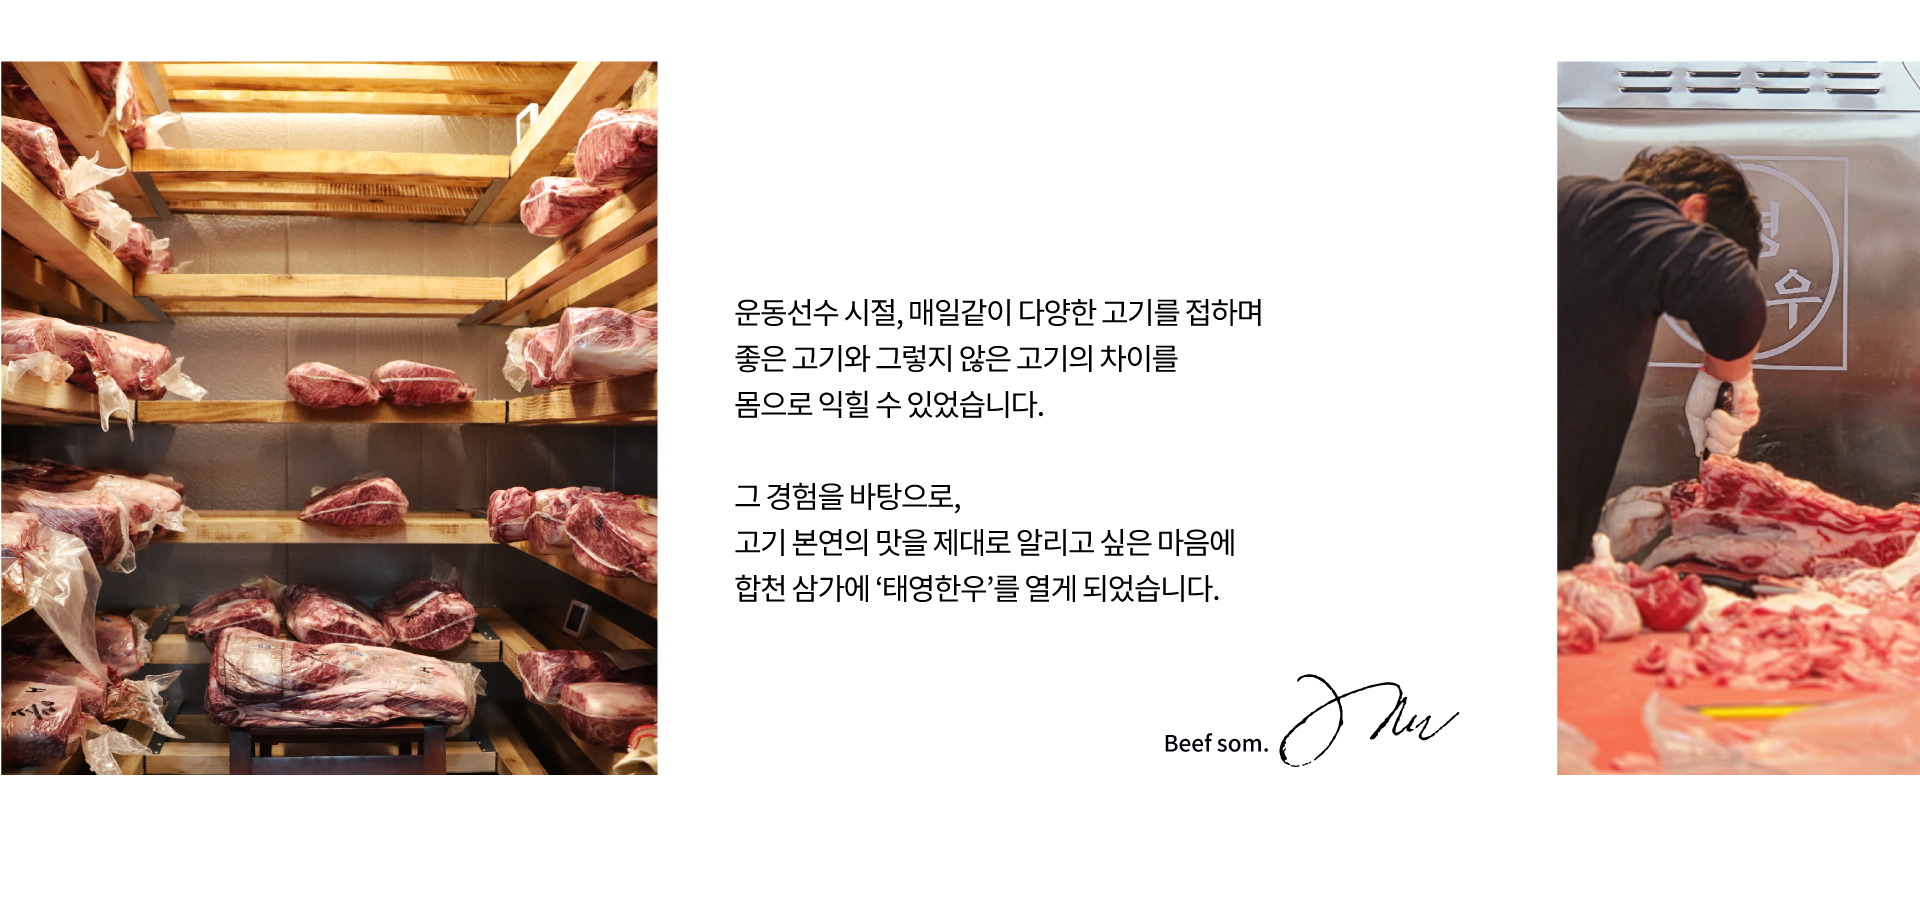 운동선수 시절, 매일같이 다양한 고기를 접하며
좋은 고기와 그렇지 않은 고기의 차이를
몸으로 익힐 수 있었습니다.
그 경험을 바탕으로,
고기 본연의 맛을 제대로 알리고 싶은 마음에
합천 삼가에 ‘태영한우’를 열게 되었습니다.
Beef som.
우